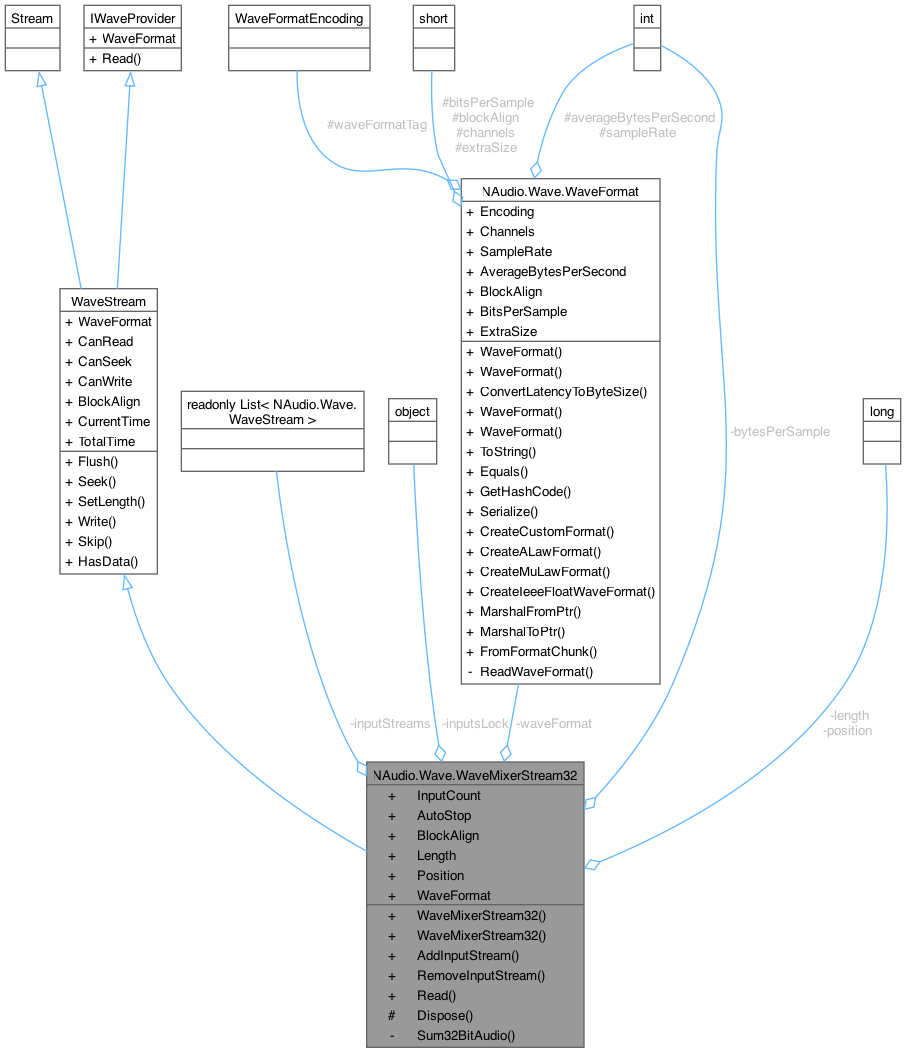 Stream
IWaveProvider
+ WaveFormat
+ Read()
WaveFormatEncoding
short
int
#waveFormatTag
#bitsPerSample
#blockAlign
#channels
#extraSize
#averageBytesPerSecond
#sampleRate
NAudio.Wave.WaveFormat
+ Encoding
+ Channels
+ SampleRate
+ AverageBytesPerSecond
+ BlockAlign
+ BitsPerSample
+ ExtraSize
+ WaveFormat()
+ WaveFormat()
+ ConvertLatencyToByteSize()
+ WaveFormat()
+ WaveFormat()
+ ToString()
+ Equals()
+ GetHashCode()
+ Serialize()
+ CreateCustomFormat()
+ CreateALawFormat()
+ CreateMuLawFormat()
+ CreateIeeeFloatWaveFormat()
+ MarshalFromPtr()
+ MarshalToPtr()
+ FromFormatChunk()
- ReadWaveFormat()
WaveStream
+ WaveFormat
+ CanRead
+ CanSeek
+ CanWrite
+ BlockAlign
+ CurrentTime
+ TotalTime
+ Flush()
+ Seek()
+ SetLength()
+ Write()
+ Skip()
+ HasData()
readonly List< NAudio.Wave.
WaveStream >
object
long
-bytesPerSample
-inputStreams
-inputsLock
-waveFormat
-length
-position
NAudio.Wave.WaveMixerStream32
+ InputCount
+ AutoStop
+ BlockAlign
+ Length
+ Position
+ WaveFormat
+ WaveMixerStream32()
+ WaveMixerStream32()
+ AddInputStream()
+ RemoveInputStream()
+ Read()
# Dispose()
- Sum32BitAudio()